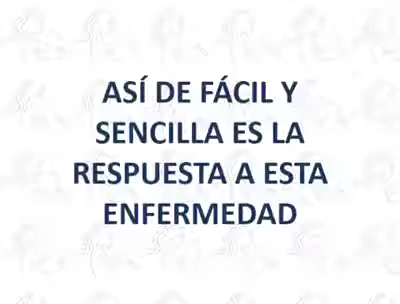 ASÍ DE FÁCIL Y
SENCILLA ES LA
RESPUESTA A ESTA
ENFERMEDAD